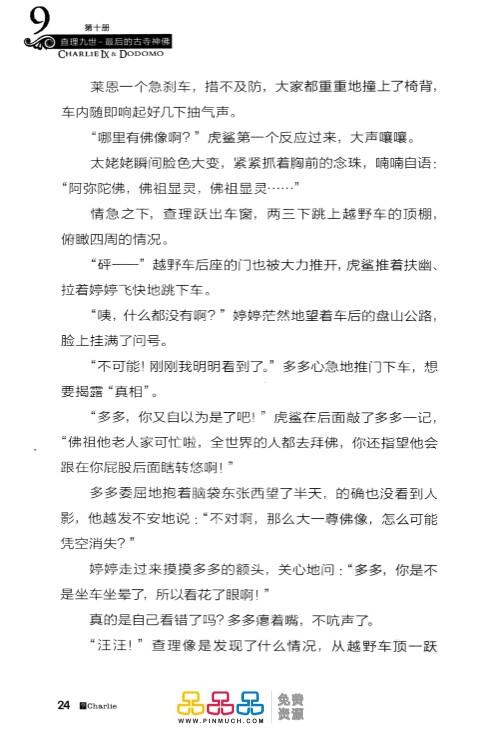 9
第十册
查理九世-最后的古寺神佛
CHARLIE IX & DODOMO
莱恩一个急刹车，措不及防，大家都重重地撞上了椅背，
车内随即响起好几下抽气声。
“哪里有佛像啊？”虎鲨第一个反应过来，大声嚷嚷。
太姥姥瞬间脸色大变，紧紧抓着胸前的念珠，喃喃自语：
“阿弥陀佛，佛祖显灵，佛祖显灵……”
情急之下，查理跃出车窗，两三下跳上越野车的顶棚，
俯瞰四周的情况。
“砰——”越野车后座的门也被大力推开，虎鲨推着扶幽、
拉着婷婷飞快地跳下车。
“咦，什么都没有啊？”婷婷茫然地望着车后的盘山公路，
脸上挂满了问号。
“不可能！刚刚我明明看到了。”多多心急地推门下车，想
要揭露“真相”。
“多多，你又自以为是了吧！”虎鲨在后面敲了多多一记，
“佛祖他老人家可忙啦，全世界的人都去拜佛，你还指望他会
跟在你屁股后面瞎转悠啊！”
多多委屈地抱着脑袋东张西望了半天，的确也没看到人
影，他越发不安地说：“不对啊，那么大一尊佛像，怎么可能
凭空消失？”
婷婷走过来摸摸多多的额头，关心地问：“多多，你是不
是坐车坐晕了，所以看花了眼啊！”
真的是自己看错了吗？多多瘪着嘴，不吭声了。
“汪汪！”查理像是发现了什么情况，从越野车顶一跃
24 Charlie
品品品 免费
资源
WWW.PINMUCH.COM